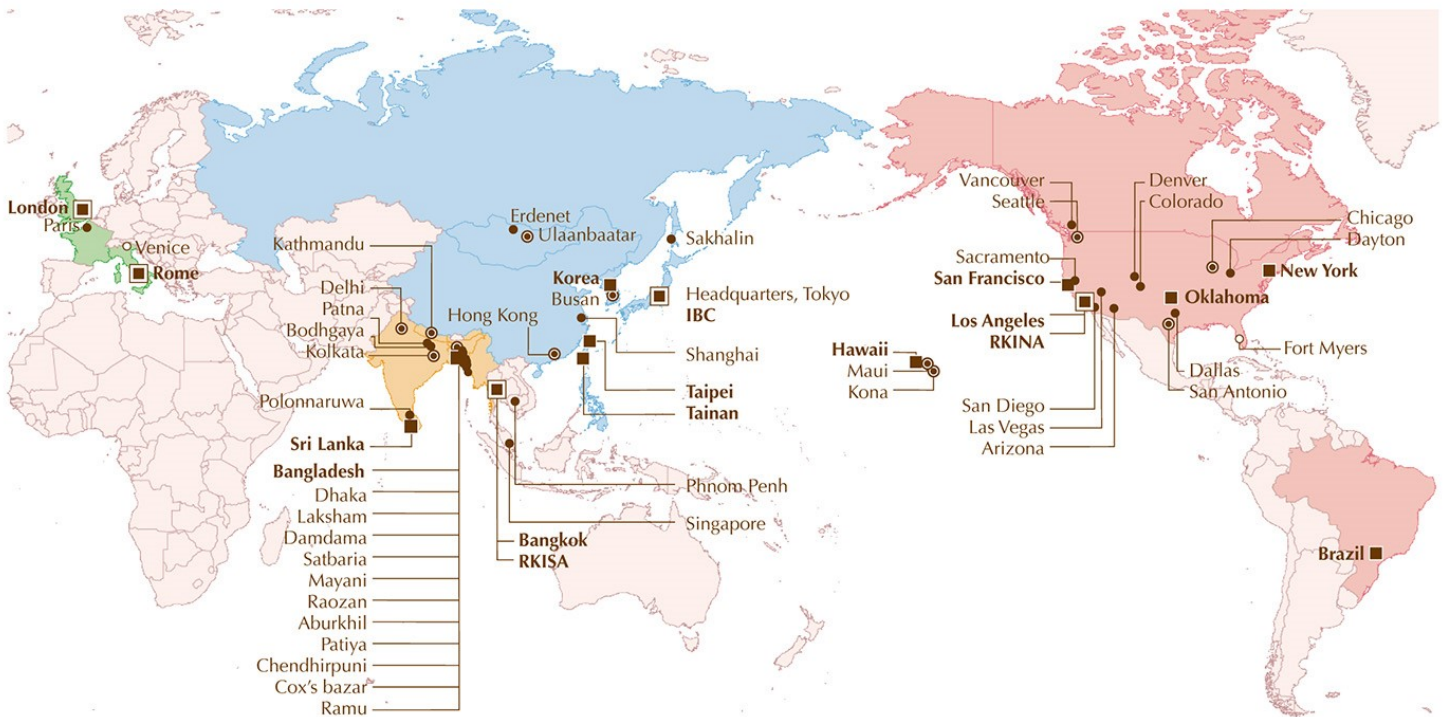 London
Paris
Venice
Rome
Kathmandu
Delhi
Patna
Bodhgaya
Kolkata
Polonnaruwa
Sri Lanka
Bangladesh
Dhaka
Laksham
Damdama
Satbaria
Mayani
Raozan
Aburkhil
Patiya
Chendhirpuni
Cox's bazar
Ramu
Erdenet
Ulaanbaatar
Sakhalin
Korea
Busan
Headquarters, Tokyo
IBC
Hong Kong
Shanghai
Taipei
Tainan
Phnom Penh
Singapore
Bangkok
RKISA
Hawaii
Maui
Kona
Vancouver
Seattle
Sacramento
San Francisco
Los Angeles
RKINA
San Diego
Las Vegas
Arizona
Denver
Colorado
Chicago
Dayton
New York
Oklahoma
Fort Myers
Dallas
San Antonio
Brazil